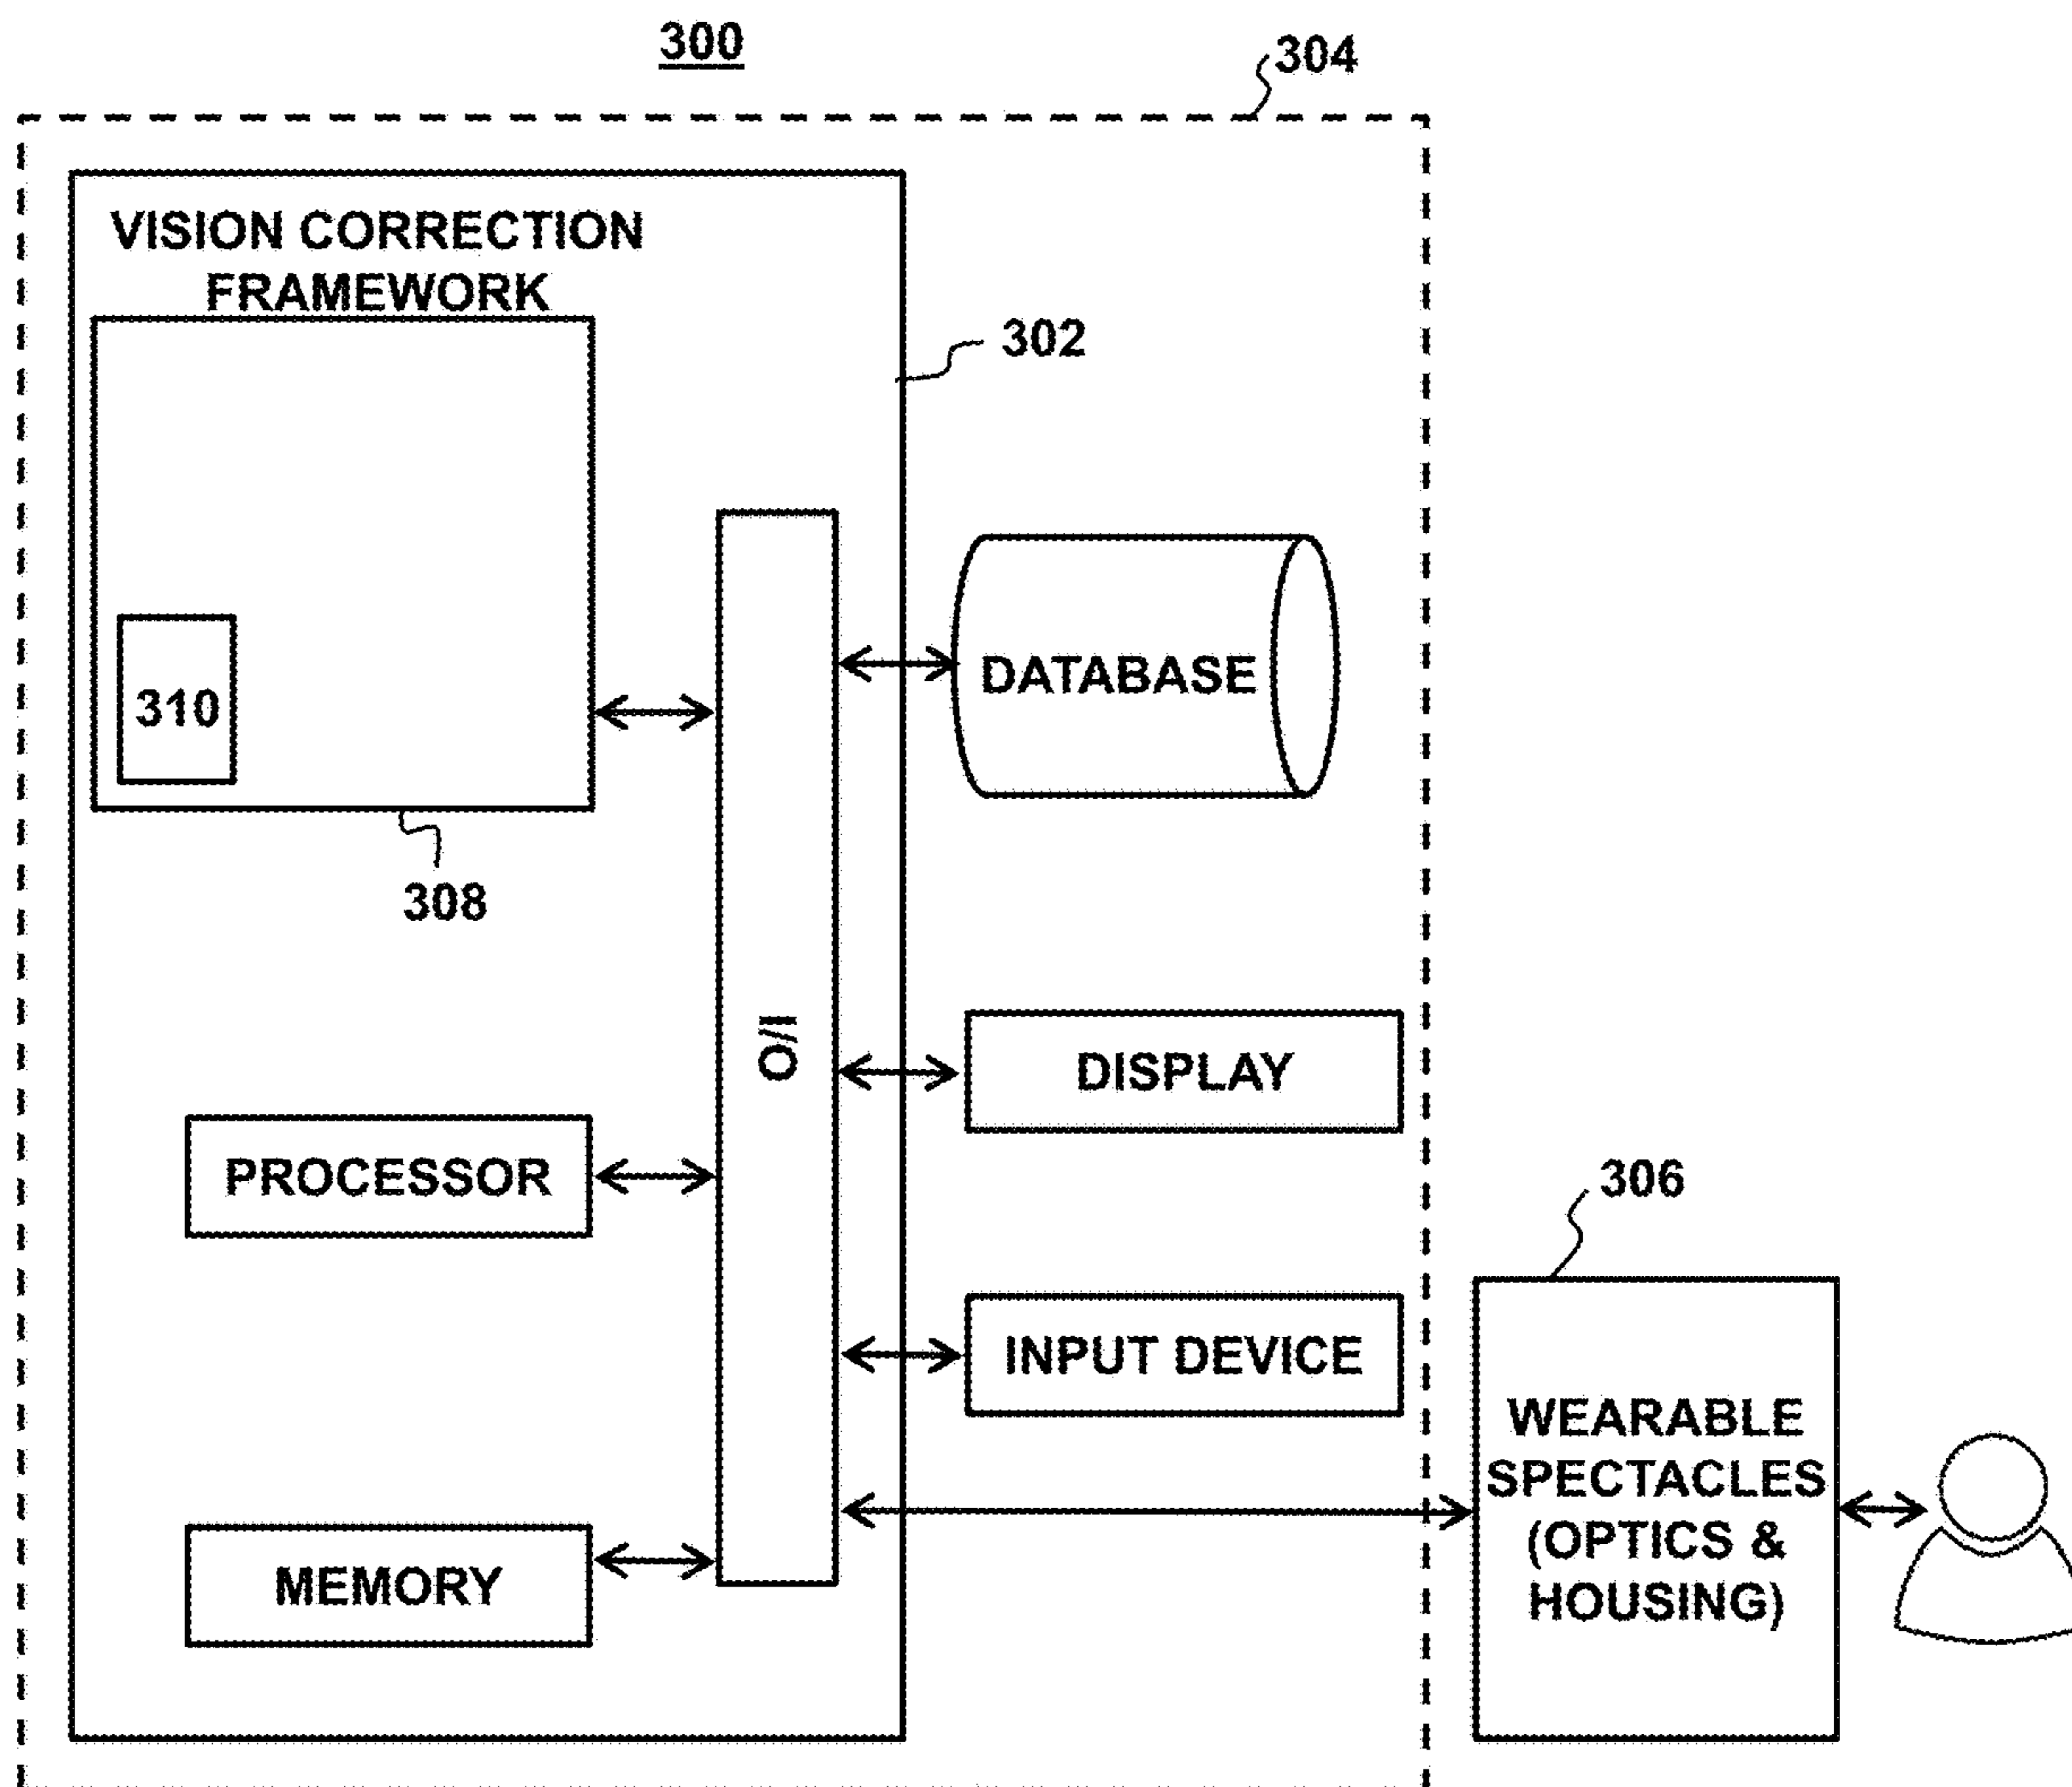 300
304
VISION CORRECTION
FRAMEWORK
302
310
DATABASE
308
O/I
DISPLAY
PROCESSOR
306
INPUT DEVICE
WEARABLE
SPECTACLES
(OPTICS &
HOUSING)
MEMORY